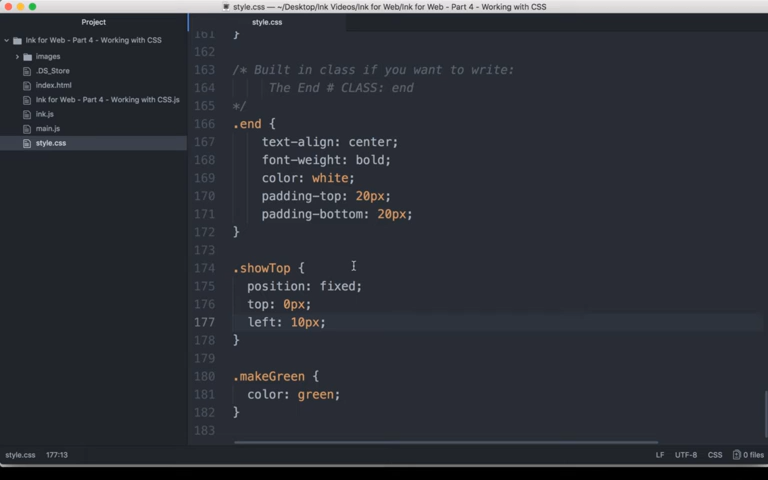 style.css — ~/Desktop/Ink Videos/Ink for Web/Ink for Web - Part 4 - Working with CSS
Project
style.css
Ink for Web - Part 4 - Working with CSS
images
.DS_Store
index.html
Ink for Web - Part 4 - Working with CSS.js
ink.js
main.js
style.css
161 }
162
163 /* Built in class if you want to write:
164 The End # CLASS: end
165 */
166 .end {
167 text-align: center;
168 font-weight: bold;
169 color: white;
170 padding-top: 20px;
171 padding-bottom: 20px;
172 }
173
174 .showTop {
175 position: fixed;
176 top: 0px;
177 left: 10px;
178 }
179
180 .makeGreen {
181 color: green;
182 }
183
style.css 177:13 LF UTF-8 CSS 0 files